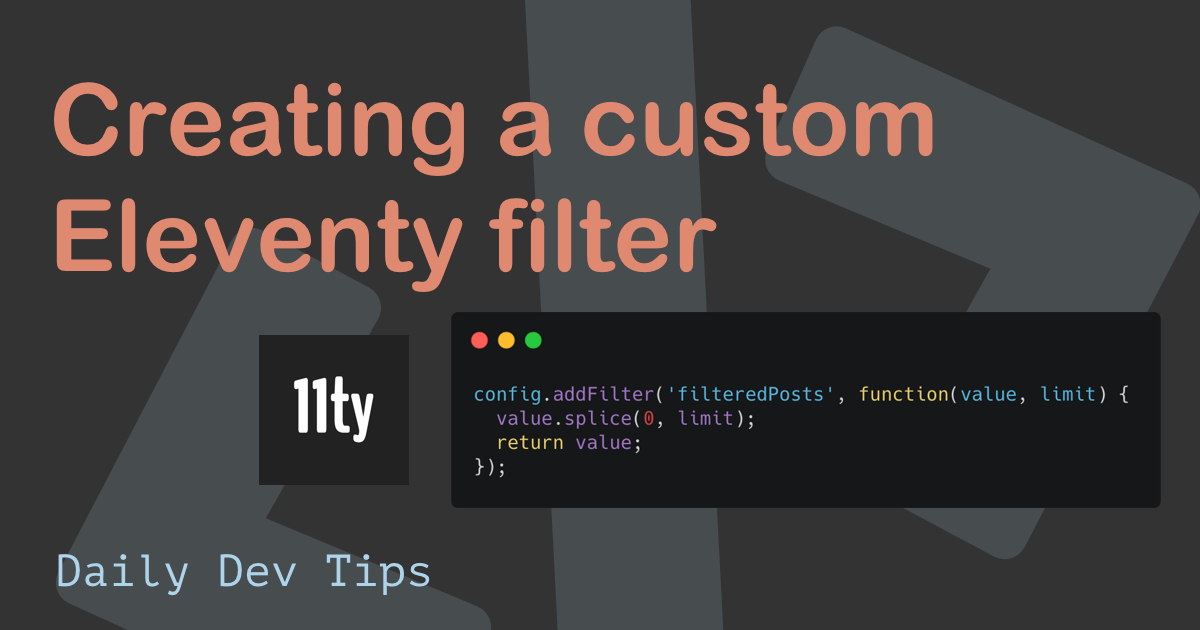 Creating a custom
Eleventy filter
11ty
config.addFilter('filteredPosts', function(value, limit) {
  value.splice(0, limit);
  return value;
});
Daily Dev Tips